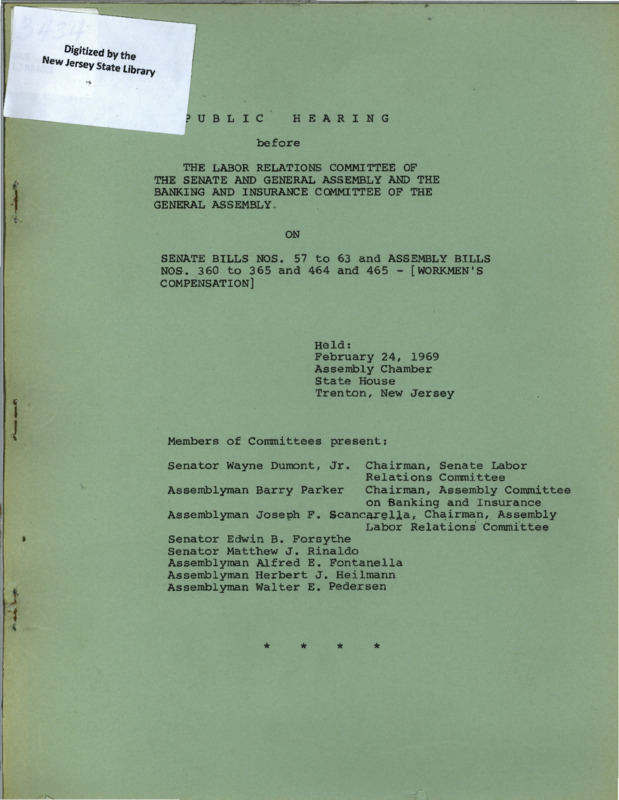 3434
Digitized by the
New Jersey State Library
PUBLIC HEARING
before
THE LABOR RELATIONS COMMITTEE OF
THE SENATE AND GENERAL ASSEMBLY AND THE
BANKING AND INSURANCE COMMITTEE OF THE
GENERAL ASSEMBLY.
ON
SENATE BILLS NOS. 57 to 63 and ASSEMBLY BILLS
NOS. 360 to 365 and 464 and 465 - [WORKMEN'S
COMPENSATION]
Held:
February 24, 1969
Assembly Chamber
State House
Trenton, New Jersey
Members of Committees present:
Senator Wayne Dumont, Jr. Chairman, Senate Labor
Relations Committee
Assemblyman Barry Parker Chairman, Assembly Committee
on Banking and Insurance
Assemblyman Joseph F. Scancarella, Chairman, Assembly
Labor Relations Committee
Senator Edwin B. Forsythe
Senator Matthew J. Rinaldo
Assemblyman Alfred E. Fontanella
Assemblyman Herbert J. Heilmann
Assemblyman Walter E. Pedersen
* * * *